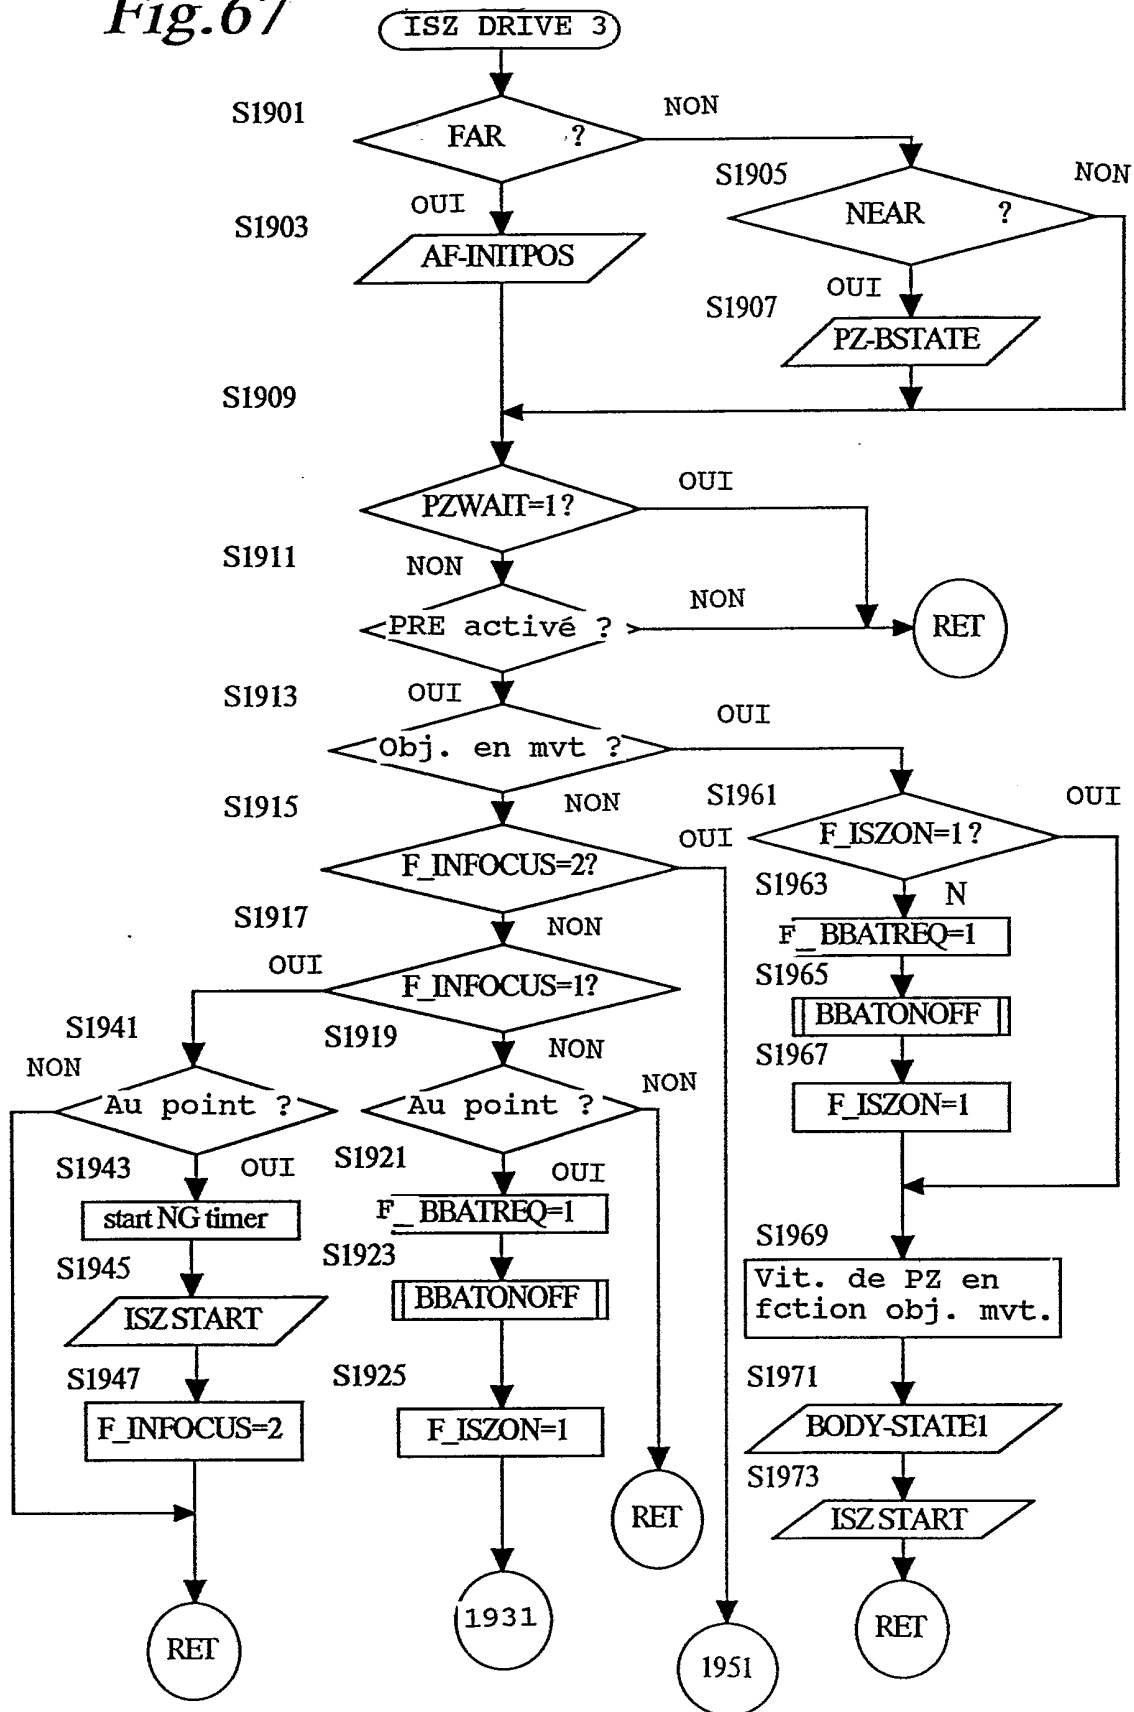 Fig.67
ISZ DRIVE 3
S1901
FAR ?
NON
S1905
NEAR ?
NON
OUI
S1903
AF-INITPOS
OUI
S1907
PZ-BSTATE
S1909
PZWAIT=1?
OUI
S1911
NON
PRE activé ?
NON
RET
S1913
OUI
Obj. en mvt ?
OUI
S1915
NON
F_INFOCUS=2?
OUI
S1961
F_ISZON=1?
OUI
S1963
N
F_BBATREQ=1
S1965
BBATONOFF
S1967
F_ISZON=1
S1917
NON
F_INFOCUS=1?
OUI
S1941
NON
Au point ?
S1919
NON
Au point ?
NON
S1943
OUI
start NG timer
S1945
ISZ START
S1947
F_INFOCUS=2
RET
S1921
OUI
F_BBATREQ=1
S1923
BBATONOFF
S1925
F_ISZON=1
1931
RET
1951
S1969
Vit. de PZ en
fction obj. mvt.
S1971
BODY-STATE1
S1973
ISZ START
RET